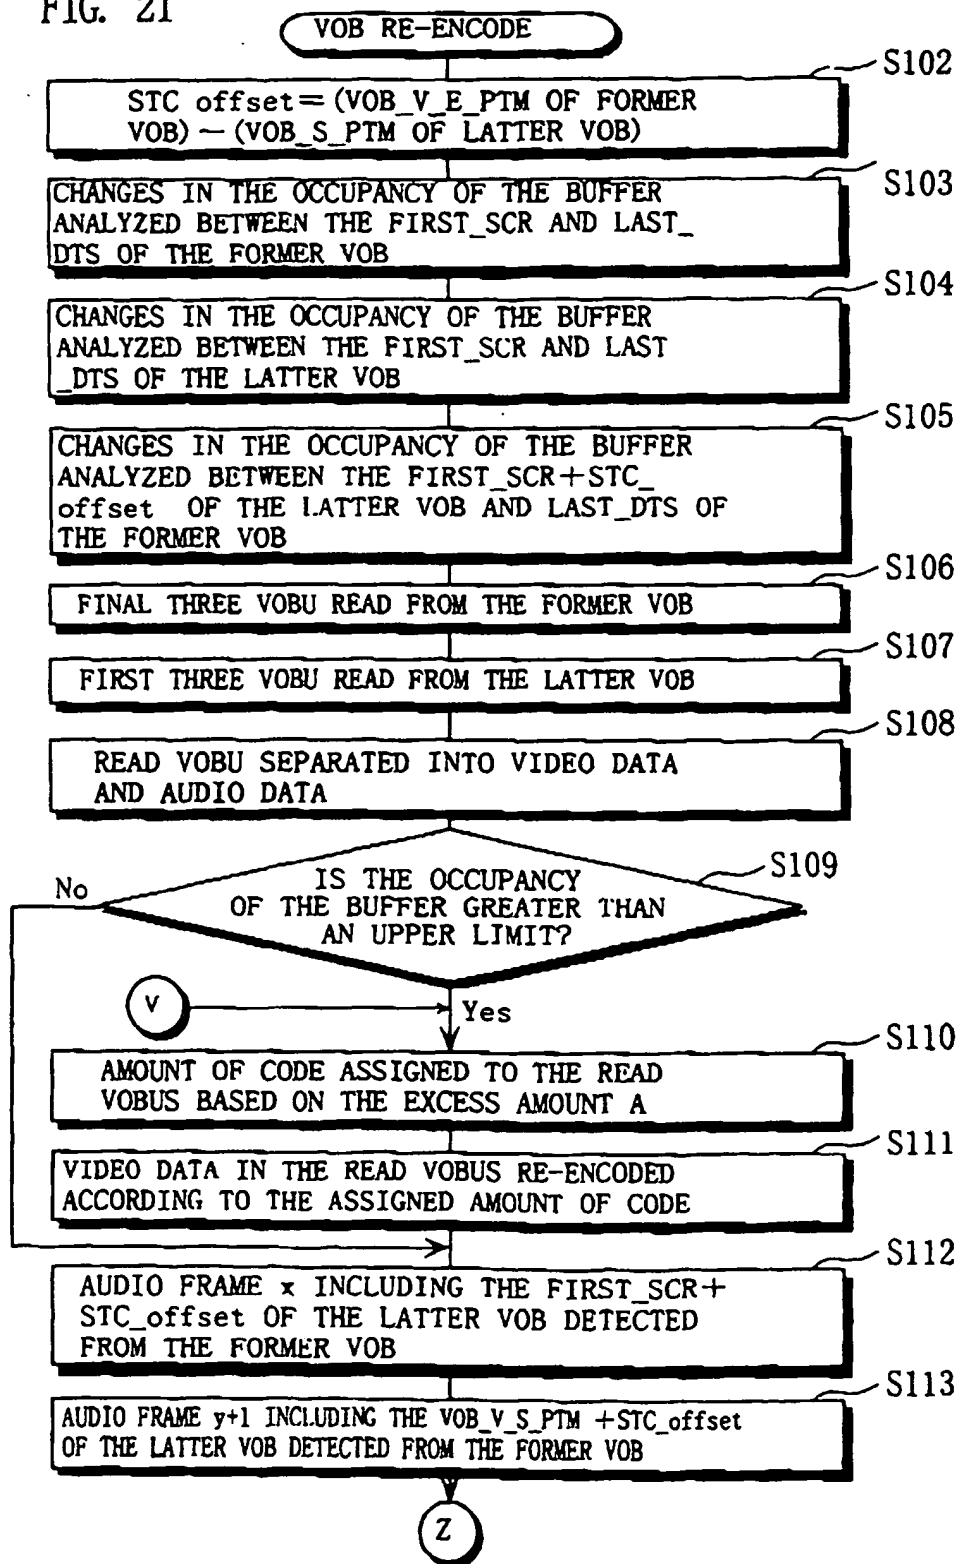 FIG. 21
VOB RE-ENCODE
S102
STC offset=(VOB_V_E_PTM OF FORMER
VOB)-(VOB_S_PTM OF LATTER VOB)
S103
CHANGES IN THE OCCUPANCY OF THE BUFFER
ANALYZED BETWEEN THE FIRST_SCR AND LAST_
DTS OF THE FORMER VOB
S104
CHANGES IN THE OCCUPANCY OF THE BUFFER
ANALYZED BETWEEN THE FIRST_SCR AND LAST
_DTS OF THE LATTER VOB
S105
CHANGES IN THE OCCUPANCY OF THE BUFFER
ANALYZED BETWEEN THE FIRST_SCR+STC_
offset OF THE LATTER VOB AND LAST_DTS OF
THE FORMER VOB
S106
FINAL THREE VOBU READ FROM THE FORMER VOB
S107
FIRST THREE VOBU READ FROM THE LATTER VOB
S108
READ VOBU SEPARATED INTO VIDEO DATA
AND AUDIO DATA
S109
IS THE OCCUPANCY
OF THE BUFFER GREATER THAN
AN UPPER LIMIT?
No
V
Yes
S110
AMOUNT OF CODE ASSIGNED TO THE READ
VOBUS BASED ON THE EXCESS AMOUNT A
S111
VIDEO DATA IN THE READ VOBUS RE-ENCODED
ACCORDING TO THE ASSIGNED AMOUNT OF CODE
S112
AUDIO FRAME x INCLUDING THE FIRST_SCR+
STC_offset OF THE LATTER VOB DETECTED
FROM THE FORMER VOB
S113
AUDIO FRAME y+1 INCLUDING THE VOB_V_S_PTM +STC_offset
OF THE LATTER VOB DETECTED FROM THE FORMER VOB
Z